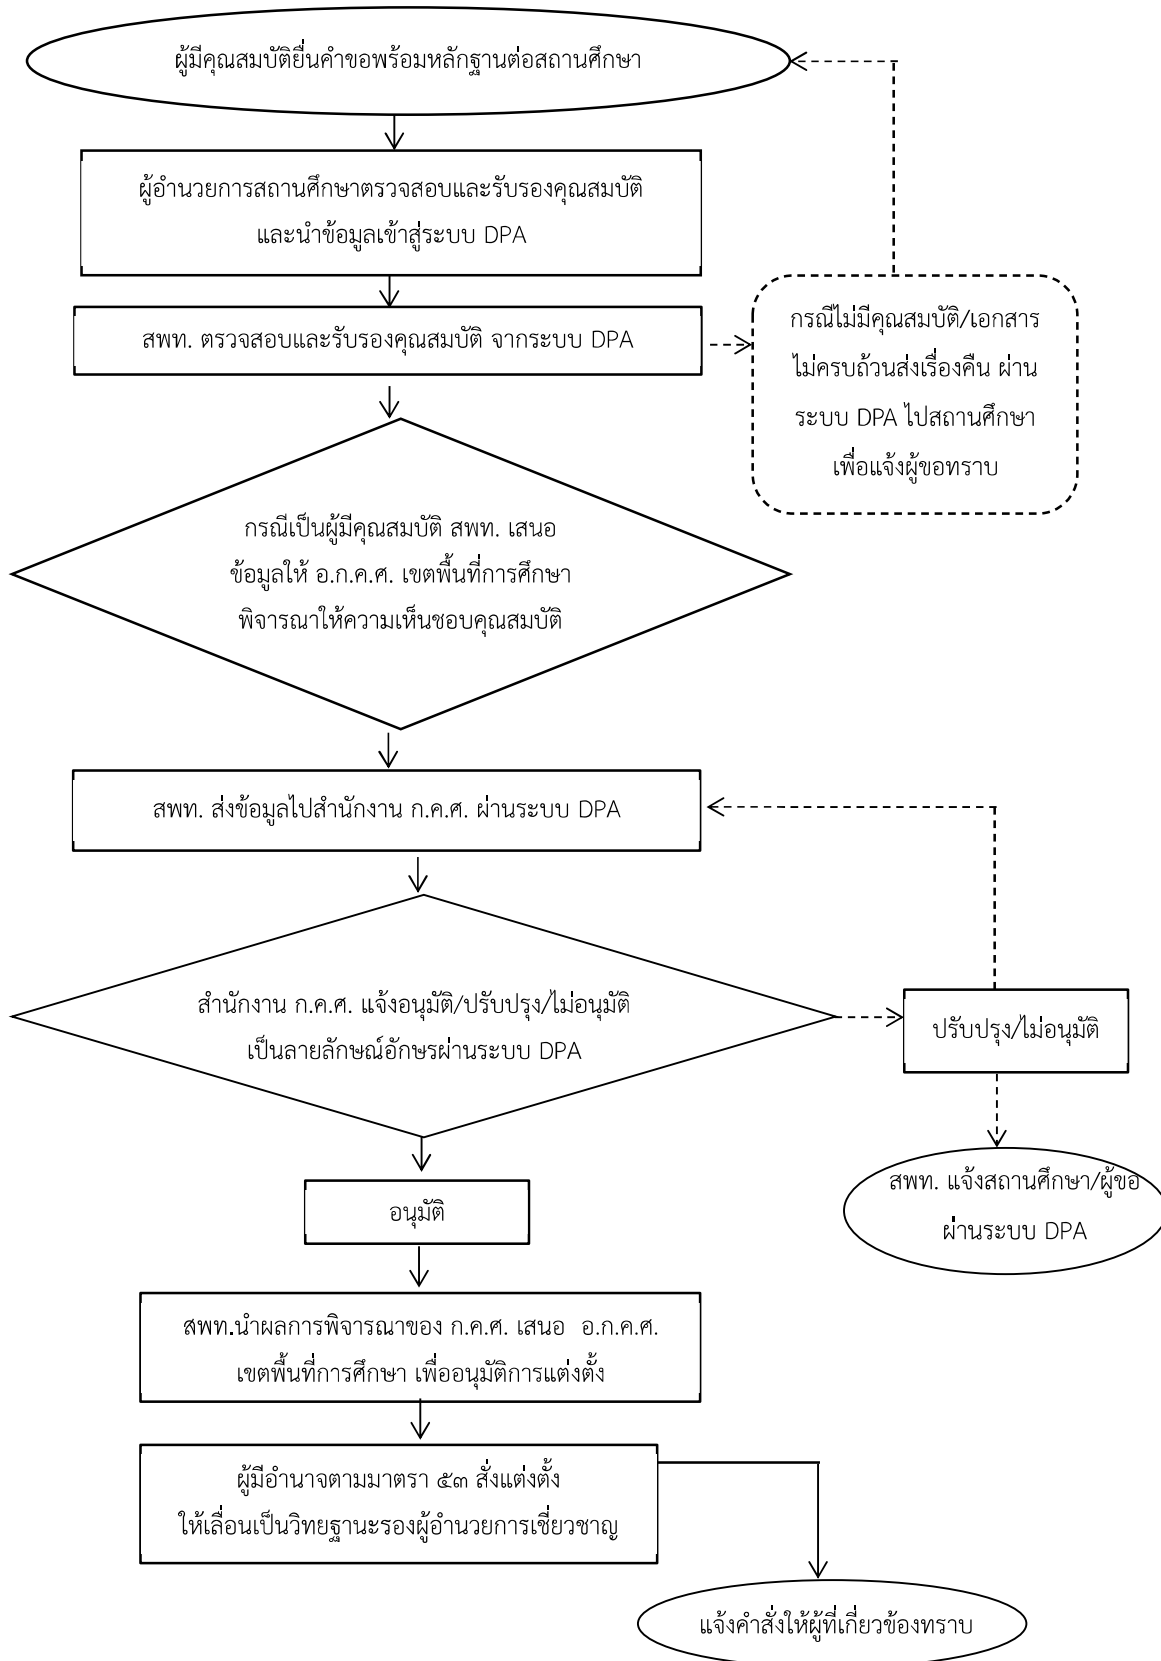 ผู้มีคุณสมบัติยื่นคำขอพร้อมหลักฐานต่อสถานศึกษา
ผู้อำนวยการสถานศึกษาตรวจสอบและรับรองคุณสมบัติ
และนำข้อมูลเข้าสู่ระบบ DPA
สพท. ตรวจสอบและรับรองคุณสมบัติ จากระบบ DPA
กรณีไม่มีคุณสมบัติ/เอกสาร
ไม่ครบถ้วนส่งเรื่องคืน ผ่าน
ระบบ DPA ไปสถานศึกษา
เพื่อแจ้งผู้ขอทราบ
กรณีเป็นผู้มีคุณสมบัติ สพท. เสนอ
ข้อมูลให้ อ.ก.ค.ศ. เขตพื้นที่การศึกษา
พิจารณาให้ความเห็นชอบคุณสมบัติ
สพท. ส่งข้อมูลไปสำนักงาน ก.ค.ศ. ผ่านระบบ DPA
สำนักงาน ก.ค.ศ. แจ้งอนุมัติ/ปรับปรุง/ไม่อนุมัติ
เป็นลายลักษณ์อักษรผ่านระบบ DPA
ปรับปรุง/ไม่อนุมัติ
สพท. แจ้งสถานศึกษา/ผู้ขอ
ผ่านระบบ DPA
อนุมัติ
สพท.นำผลการพิจารณาของ ก.ค.ศ. เสนอ อ.ก.ค.ศ.
เขตพื้นที่การศึกษา เพื่ออนุมัติการแต่งตั้ง
ผู้มีอำนาจตามมาตรา ๕๓ สั่งแต่งตั้ง
ให้เลื่อนเป็นวิทยฐานะรองผู้อำนวยการเชี่ยวชาญ
แจ้งคำสั่งให้ผู้ที่เกี่ยวข้องทราบ